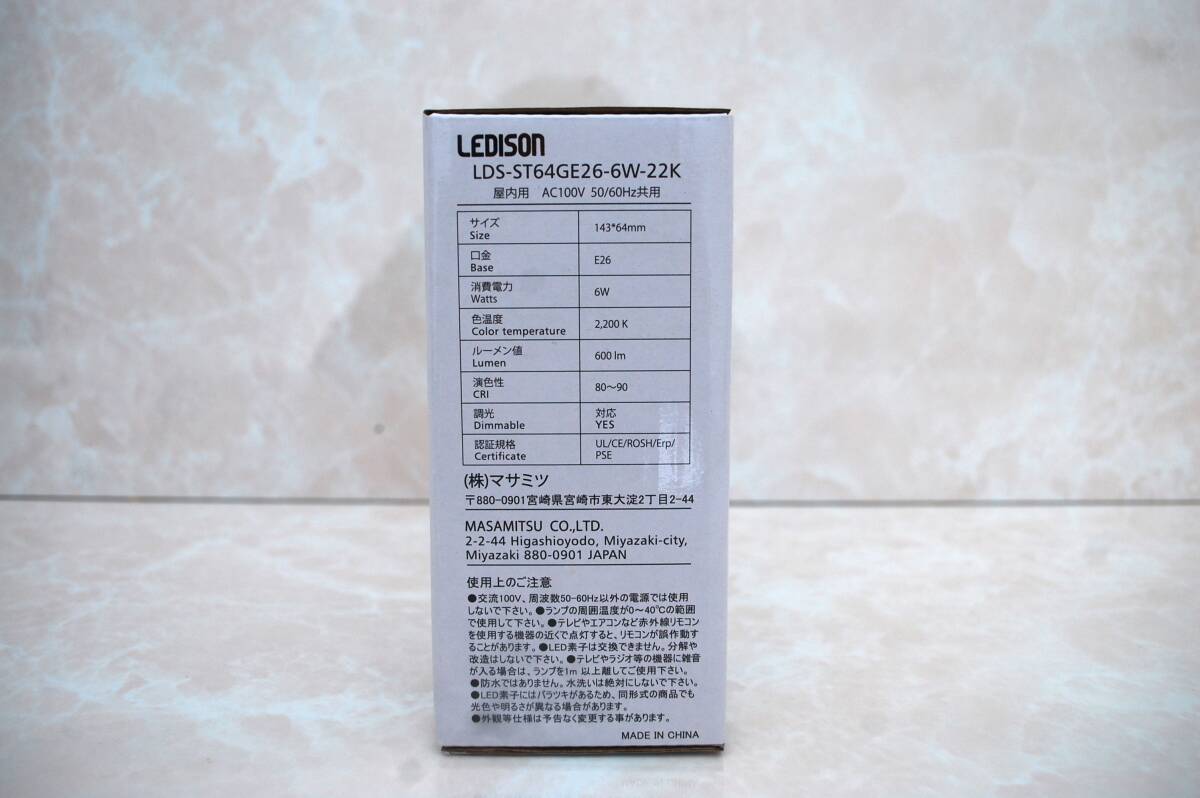 LEDISON
LDS-ST64GE26-6W-22K
屋内用 AC100V 50/60Hz共用
サイズ
Size
143*64mm
口金
Base
E26
消費電力
Watts
6W
色温度
Color temperature
2,200 K
ルーメン値
Lumen
600 lm
演色性
CRI
80～90
調光
Dimmable
対応
YES
認証規格
Certificate
UL/CE/ROSH/Erp/
PSE
(株)マサミツ
〒880-0901宮崎県宮崎市東大淀2丁目2-44
MASAMITSU CO.,LTD.
2-2-44 Higashioyodo, Miyazaki-city,
Miyazaki 880-0901 JAPAN
使用上のご注意
●交流100V、周波数50-60Hz以外の電源では使用
しないで下さい。●ランプの周囲温度が0～40℃の範囲
で使用して下さい。●テレビやエアコンなど赤外線リモコン
を使用する機器の近くで点灯すると、リモコンが誤作動す
ることがあります。●LED素子は交換できません。分解や
改造はしないで下さい。●テレビやラジオ等の機器に雑音
が入る場合は、ランプを1m 以上離してご使用下さい。
●防水ではありません。水洗いは絶対にしないで下さい。
●LED素子にはバラツキがあるため、同形式の商品でも
光色や明るさが異なる場合があります。
●外観等仕様は予告なく変更する事があります。
MADE IN CHINA